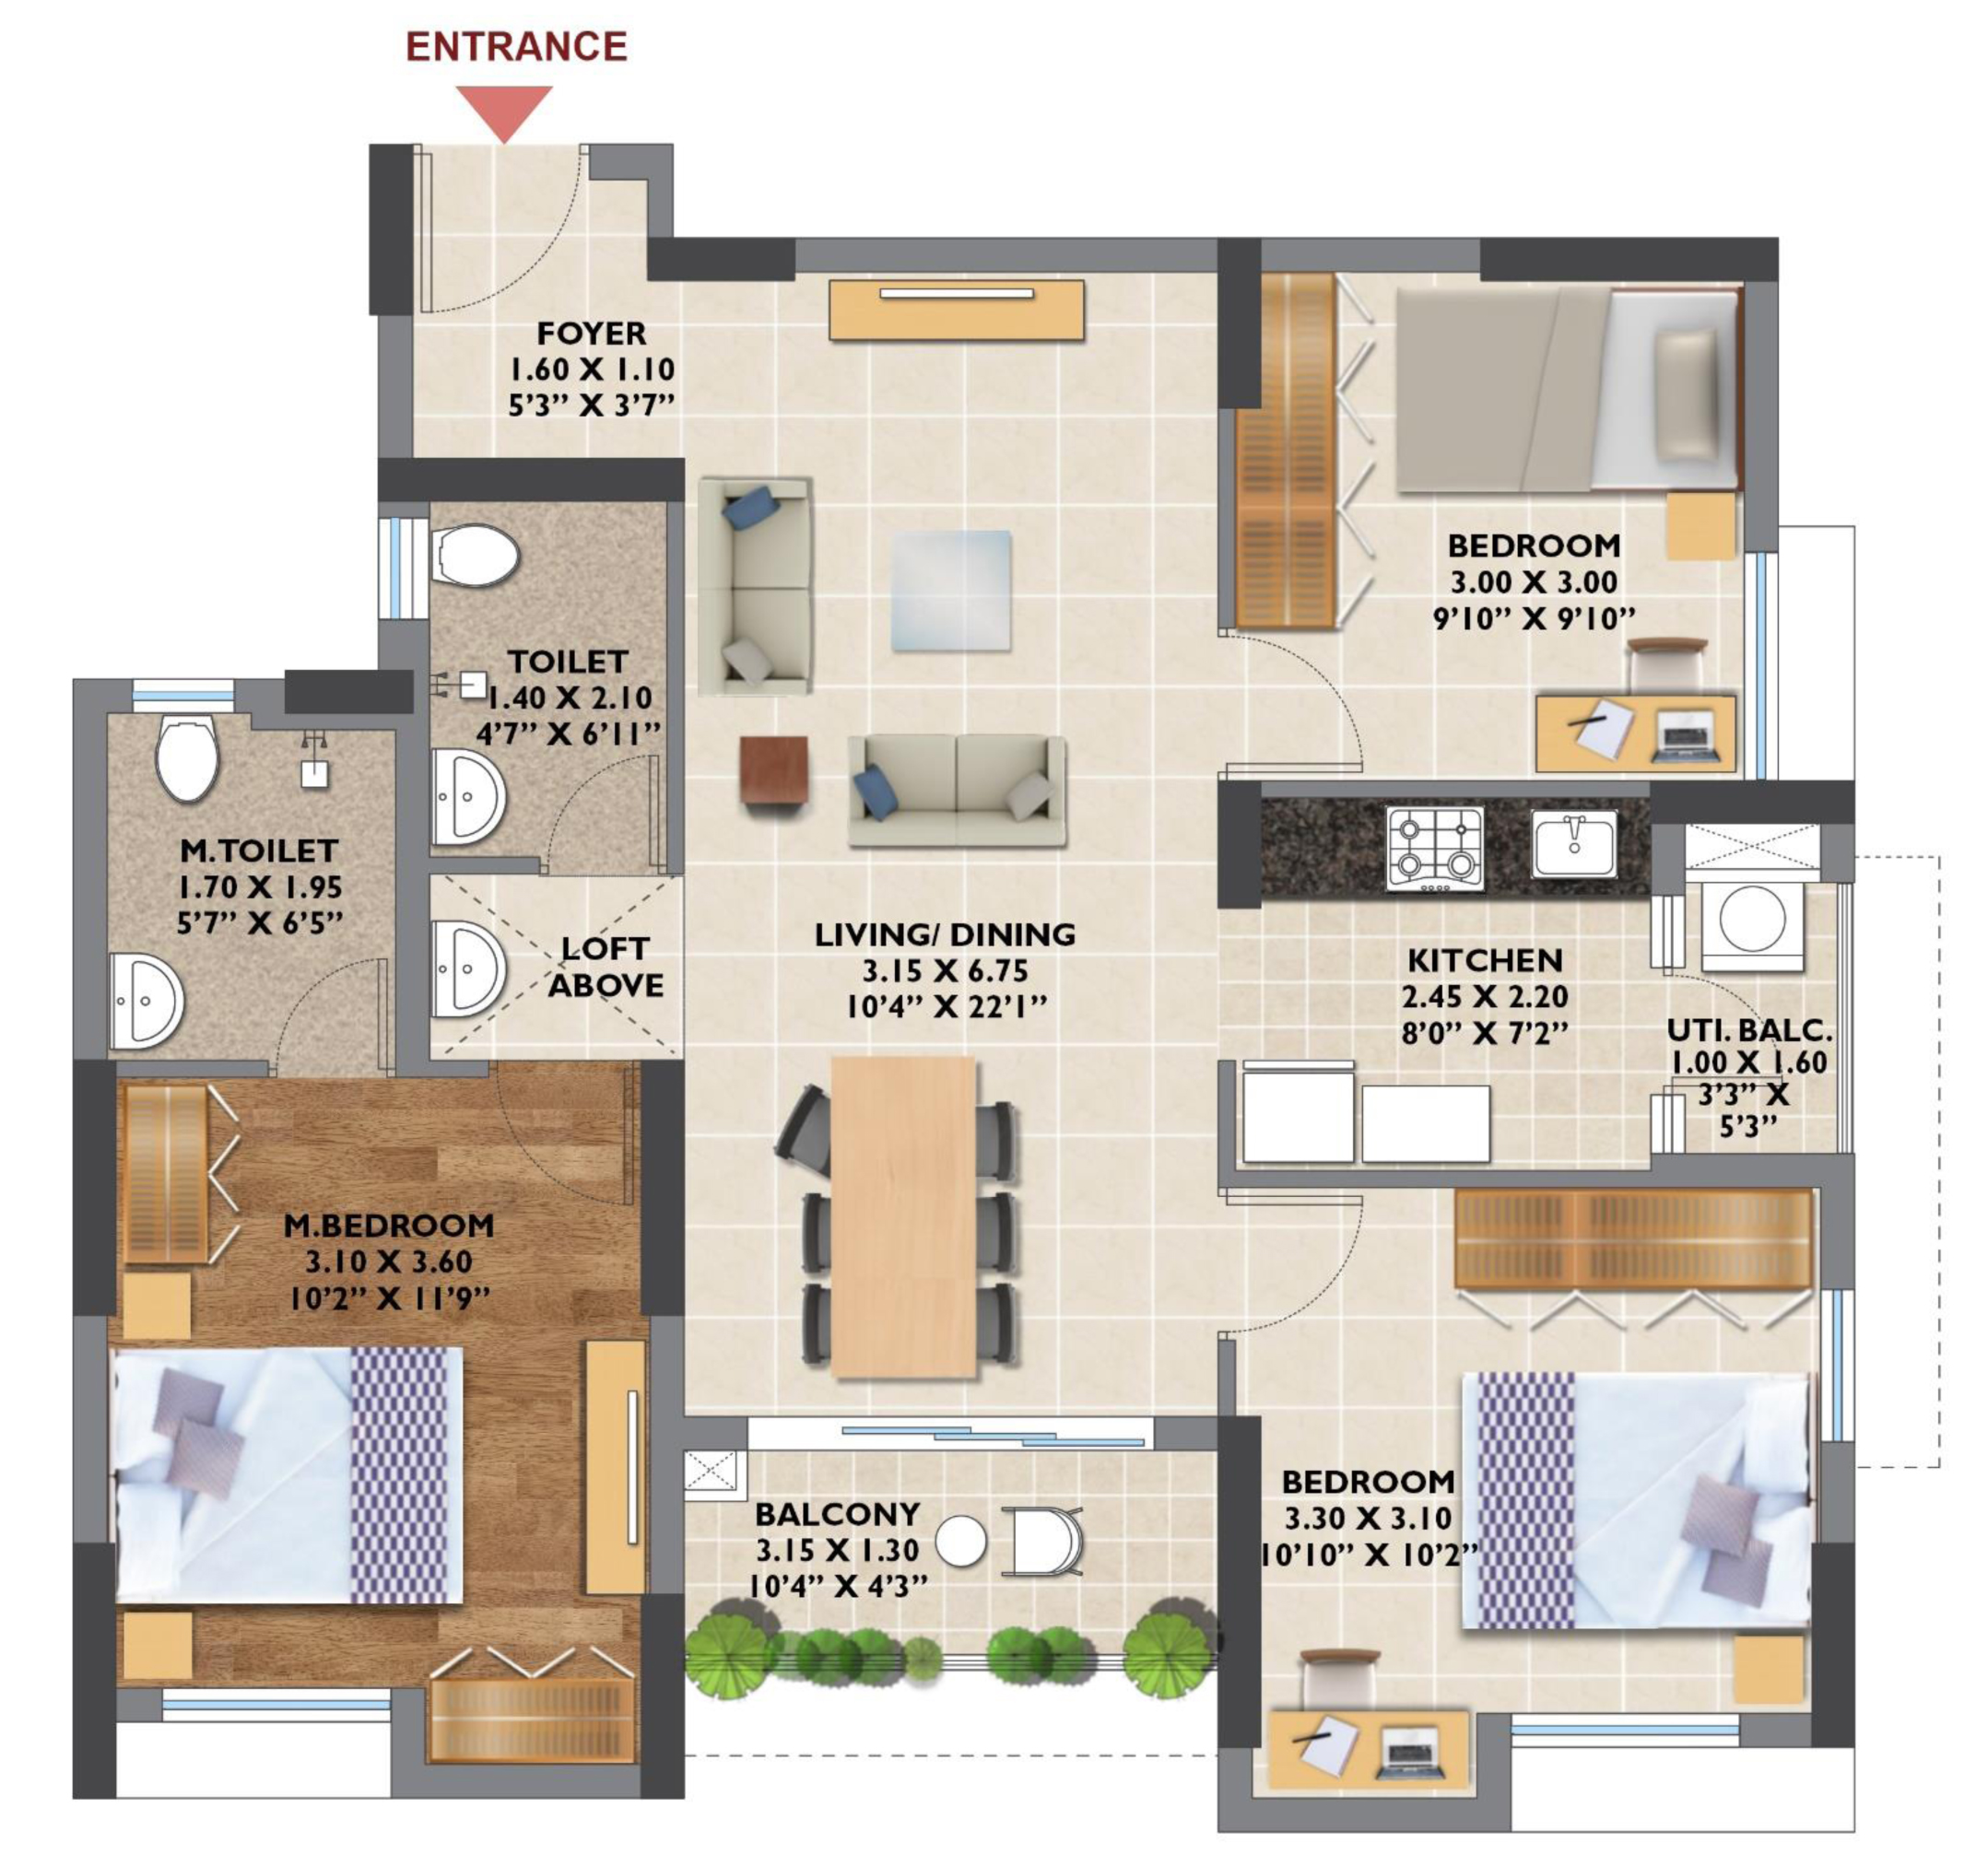 ENTRANCE
FOYER
1.60 X 1.10
5’3” X 3’7”
BEDROOM
3.00 X 3.00
9’10” X 9’10”
TOILET
1.40 X 2.10
4’7” X 6’11”
M.TOILET
1.70 X 1.95
5’7” X 6’5”
LOFT
ABOVE
LIVING/ DINING
3.15 X 6.75
10’4” X 22’1”
KITCHEN
2.45 X 2.20
8’0” X 7’2”
UTI. BALC.
1.00 X 1.60
3’3” X
5’3”
M.BEDROOM
3.10 X 3.60
10’2” X 11’9”
BALCONY
3.15 X 1.30
10’4” X 4’3”
BEDROOM
3.30 X 3.10
10’10” X 10’2”